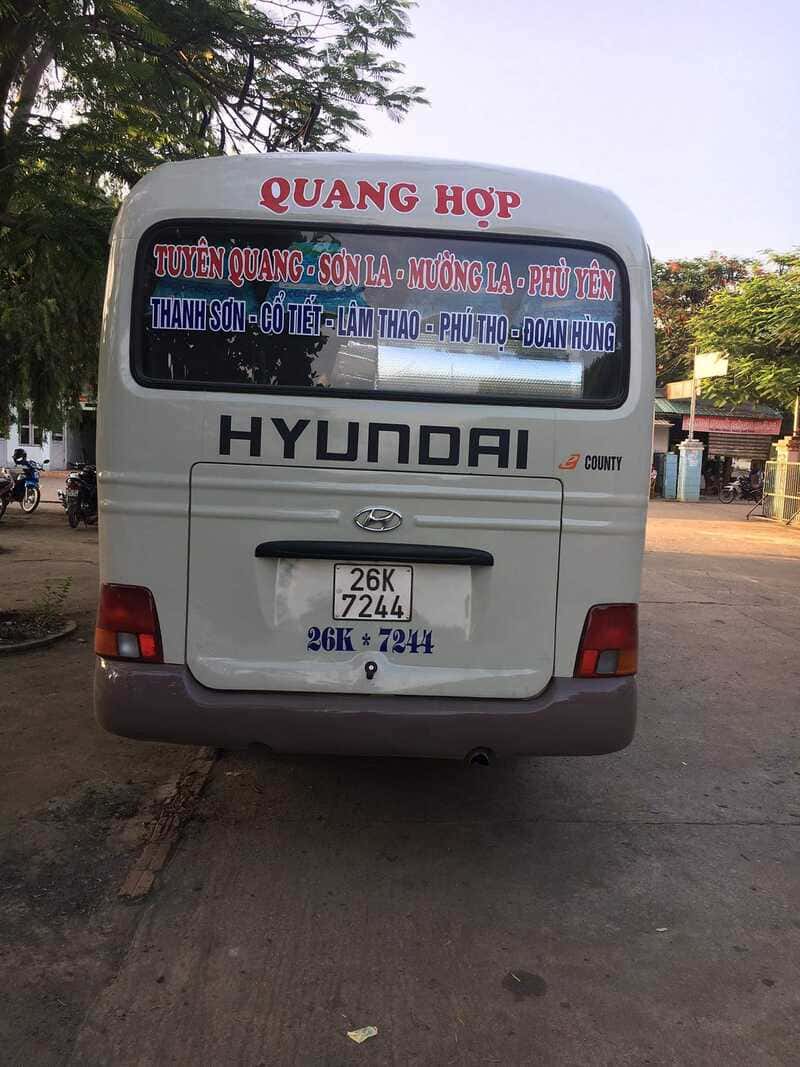 QUANG HỢP
TUYÊN QUANG - SƠN LA - MƯỜNG LA - PHÙ YÊN
THANH SƠN - CỔ TIẾT - LÂM THAO - PHÚ THỌ - ĐOAN HÙNG
HYUNDAI
COUNTY
26K
7244
26K * 7244